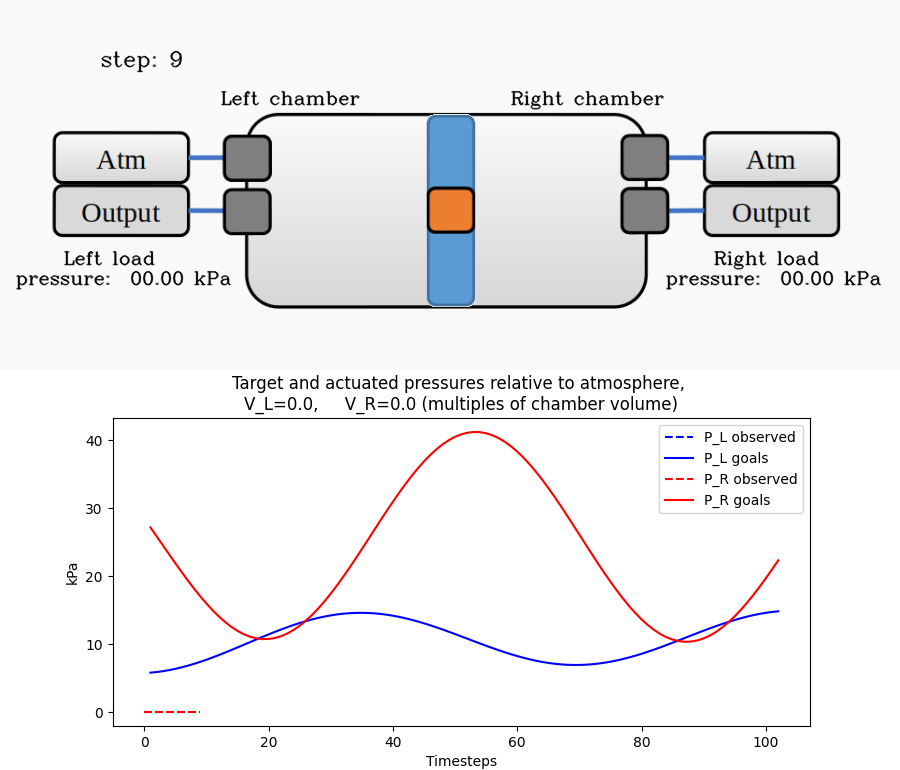 step: 9
Left chamber
Right chamber
Atm
Atm
Output
Output
Left load
pressure: 00.00 kPa
Right load
pressure: 00.00 kPa
Target and actuated pressures relative to atmosphere,
V_L=0.0, V_R=0.0 (multiples of chamber volume)
P_L observed
P_L goals
P_R observed
P_R goals
kPa
40
30
20
10
0
0 20 40 60 80 100
Timesteps